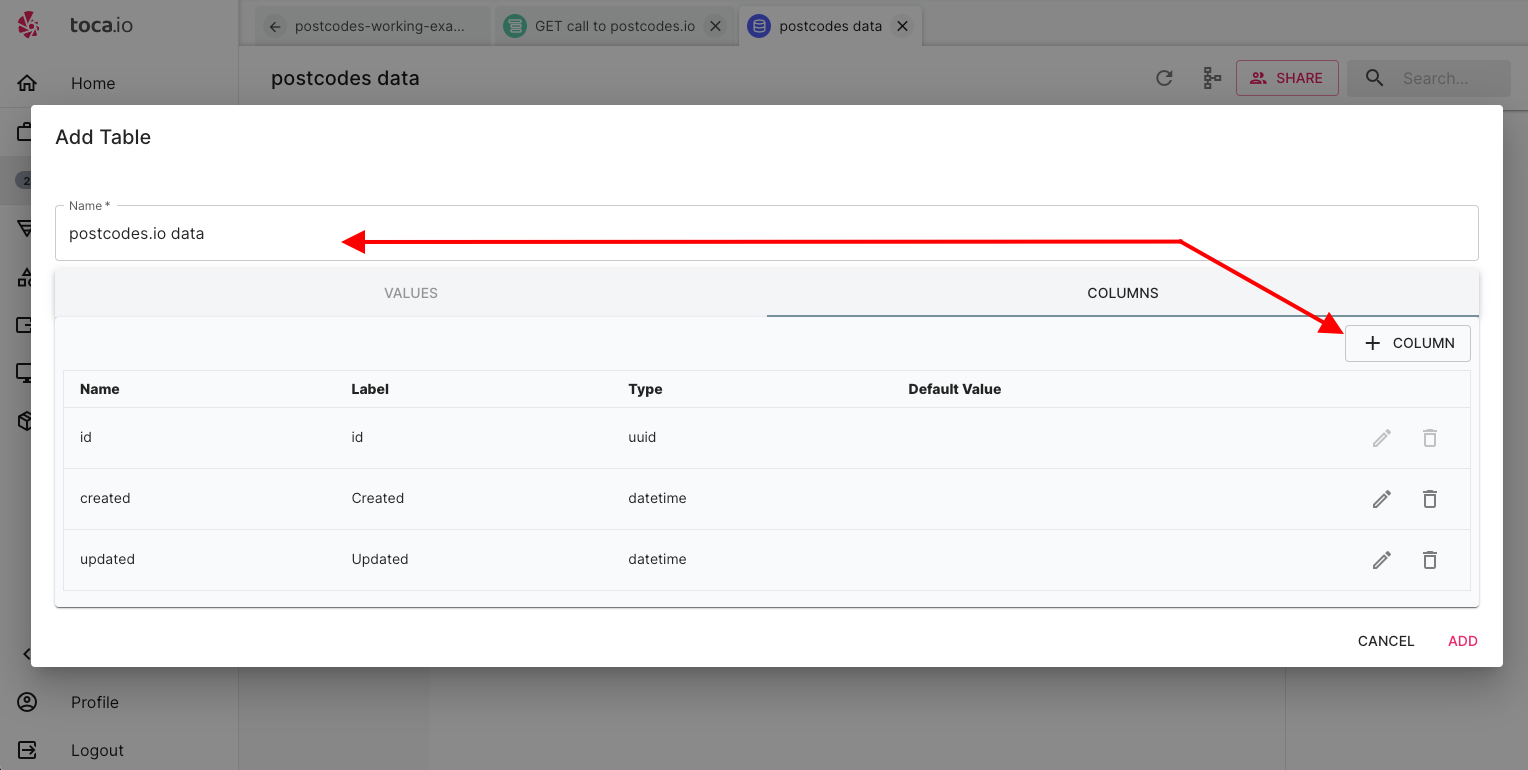 toca.io
postcodes-working-exa...
GET call to postcodes.io
postcodes data
Home
postcodes data
SHARE
Search...
Add Table
2
Name *
postcodes.io data
VALUES
COLUMNS
+ COLUMN
Name Label Type Default Value
id id uuid
created Created datetime
updated Updated datetime
CANCEL ADD
Profile
Logout